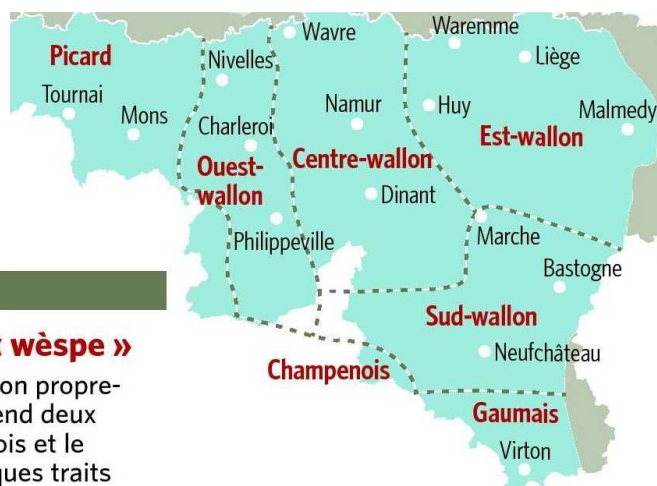 Wavre
Waremme
Picard
Nivelles
Liège
Tournai
Namur
Huy
Malmedy
Mons
Charleroi
Est-wallon
Ouest-
wallon
Centre-wallon
Dinant
Philippeville
Marche
Bastogne
Sud-wallon
« wèspe »
Neufchâteau
Champenois
on propre-
end deux
ois et le
ques traits
Gaumais
Virton